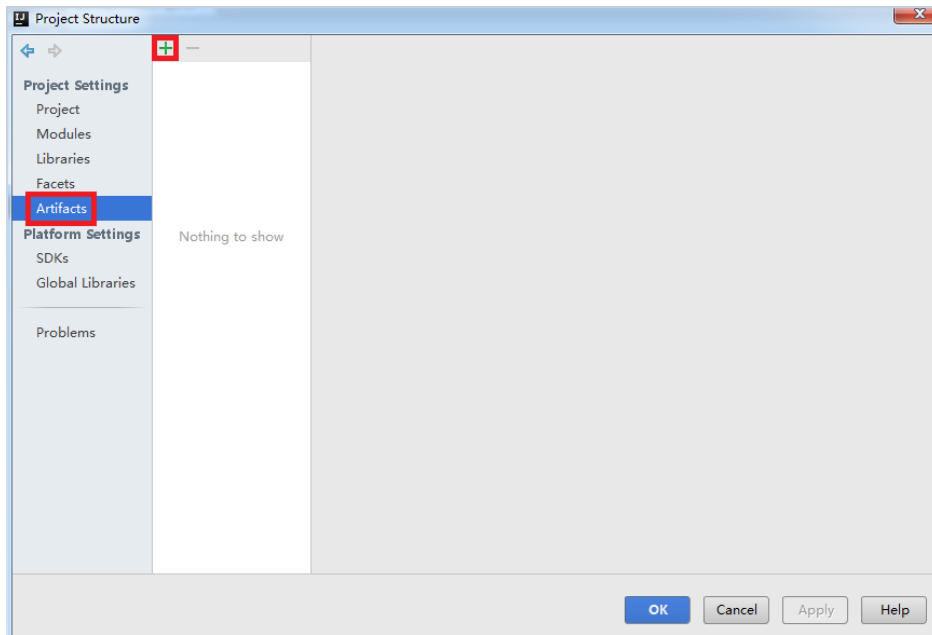 Project Structure
Project Settings
Project
Modules
Libraries
Facets
Artifacts
Platform Settings
SDKs
Global Libraries
Problems
Nothing to show
OK
Cancel
Apply
Help